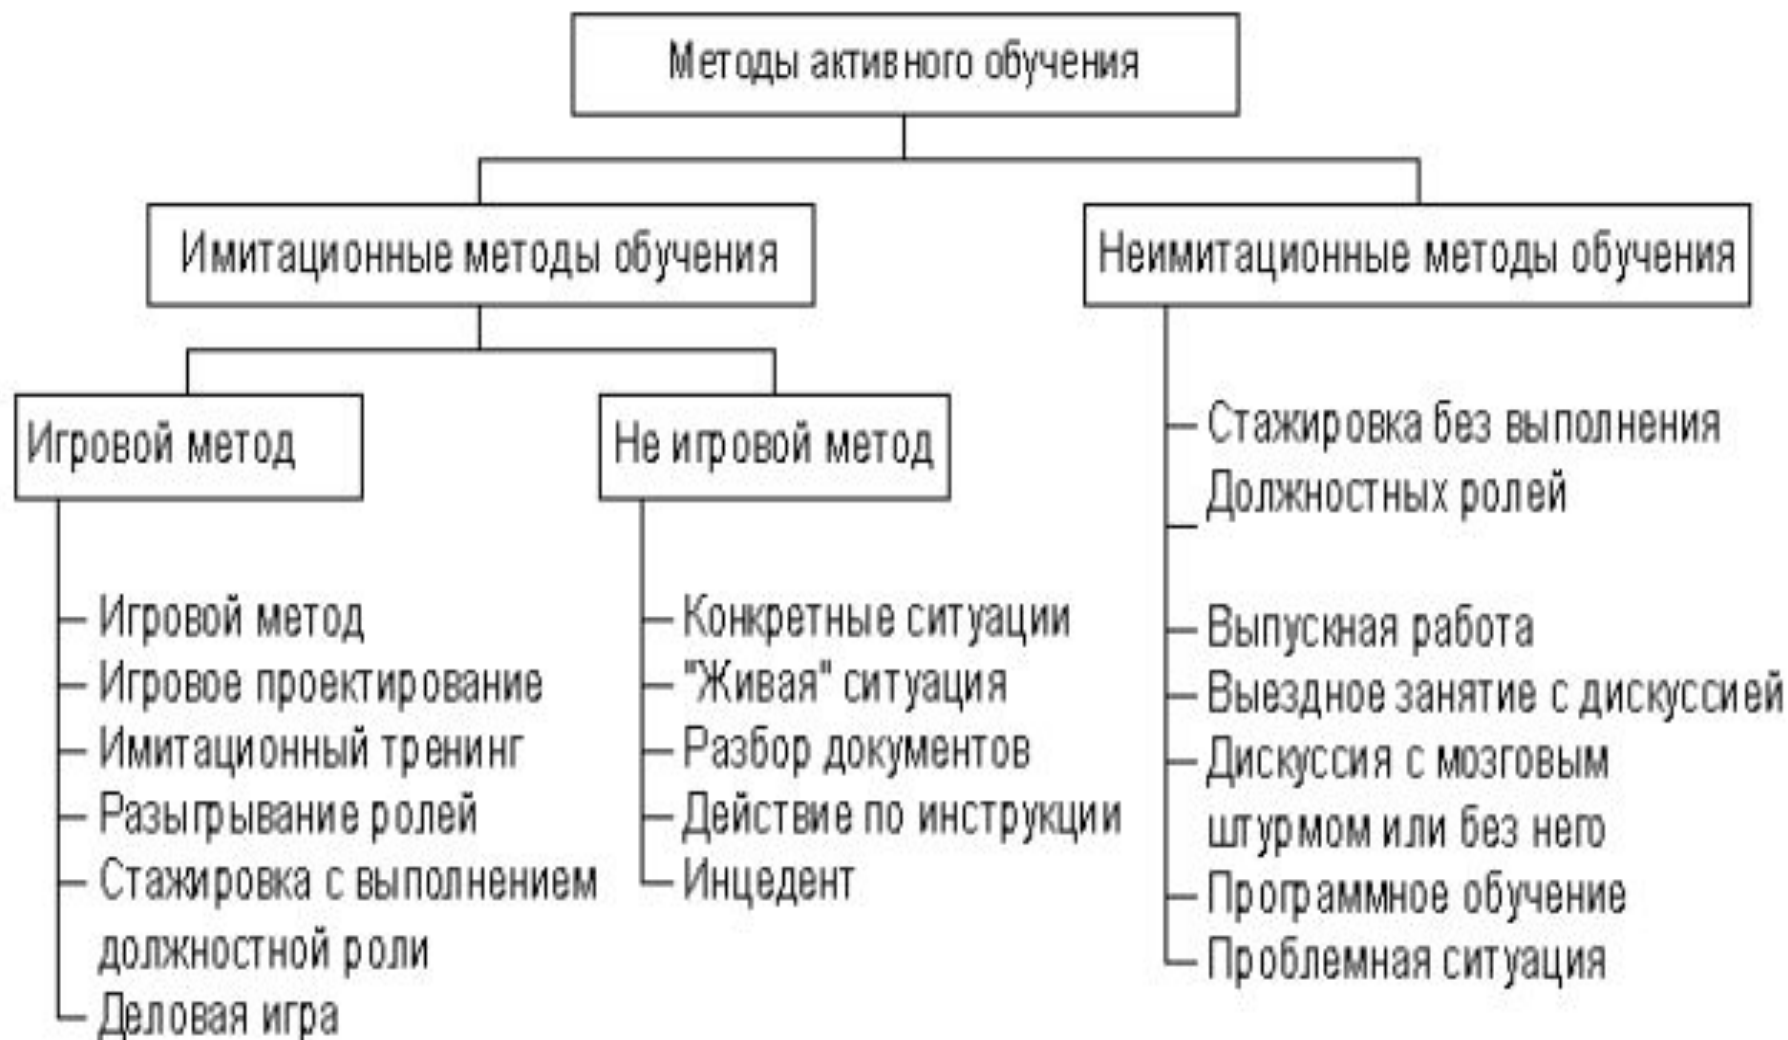 Методы активного обучения
Имитационные методы обучения
Неимитационные методы обучения
Игровой метод
Не игровой метод
Игровой метод
Игровое проектирование
Имитационный тренинг
Разыгрывание ролей
Стажировка с выполнением
должностной роли
Деловая игра
Конкретные ситуации
"Живая" ситуация
Разбор документов
Действие по инструкции
Инцедент
Стажировка без выполнения
Должностных ролей
Выпускная работа
Выездное занятие с дискуссией
Дискуссия с мозговым
штурмом или без него
Программное обучение
Проблемная ситуация